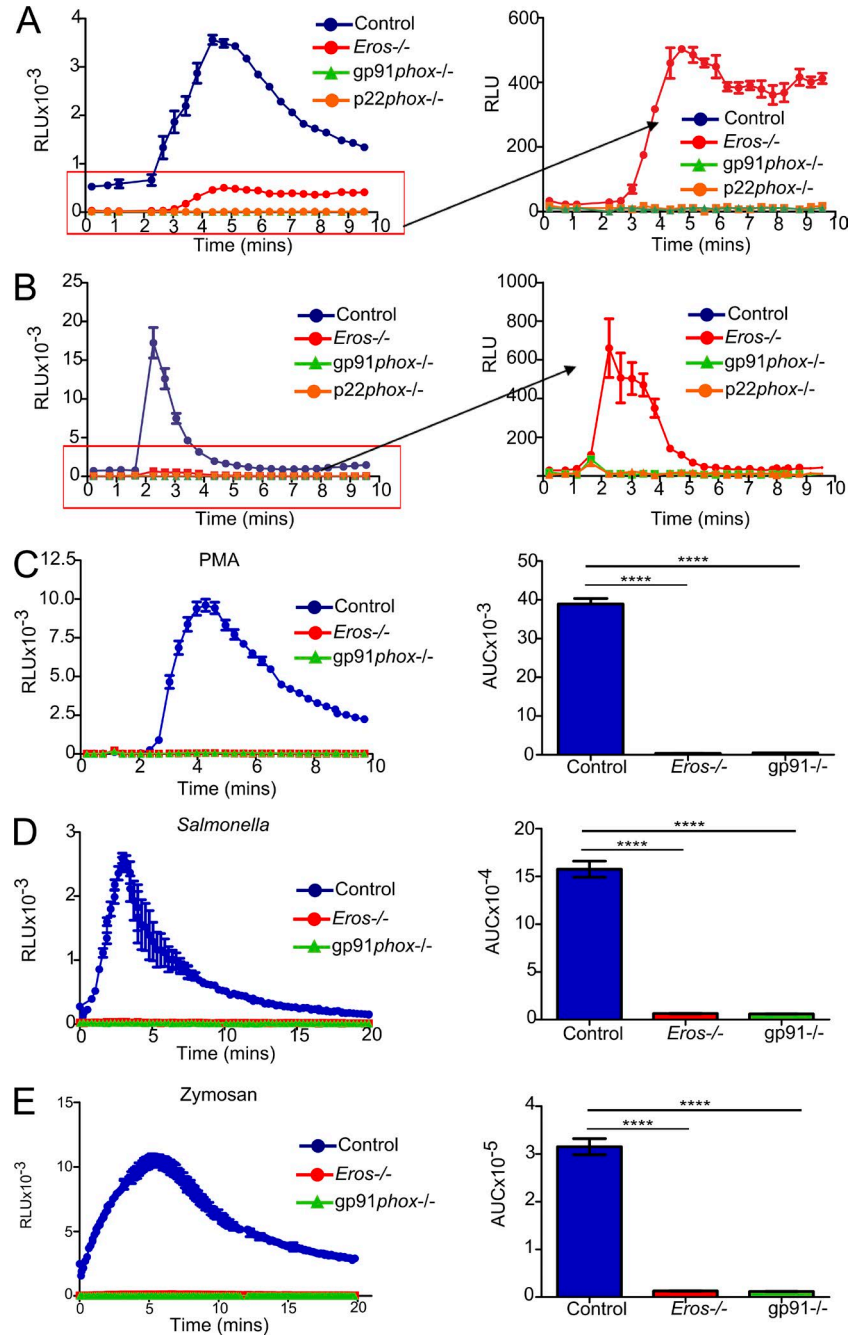 A
RLUx10-3
4
3
2
1
0
0 1 2 3 4 5 6 7 8 9 10
Time (mins)
Control
Eros-/-
gp91phox-/-
p22phox-/-
RLU
600
400
200
0
0 1 2 3 4 5 6 7 8 9 10
Time (mins)
Control
Eros-/-
gp91phox-/-
p22phox-/-
B
RLUx10-3
25
20
15
10
5
0
0 1 2 3 4 5 6 7 8 9 10
Time (mins)
Control
Eros-/-
gp91phox-/-
p22phox-/-
RLU
1000
800
600
400
200
0 1 2 3 4 5 6 7 8 9 10
Time (mins)
Control
Eros-/-
gp91phox-/-
p22phox-/-
C
PMA
RLUx10-3
12.5
10.0
7.5
5.0
2.5
0
0 2 4 6 8 10
Time (mins)
Control
Eros-/-
gp91phox-/-
AUCx10-3
50
40
30
20
10
0
****
****
Control Eros-/- gp91-/-
D
Salmonella
RLUx10-3
3
2
1
0
0 5 10 15 20
Time (mins)
Control
Eros-/-
gp91phox-/-
AUCx10-4
20
15
10
5
0
****
****
Control Eros-/- gp91-/-
E
Zymosan
RLUx10-3
15
10
5
0
0 5 10 15 20
Time (mins)
Control
Eros-/-
gp91phox-/-
AUCx10-5
4
3
2
1
0
****
****
Control Eros-/- gp91-/-